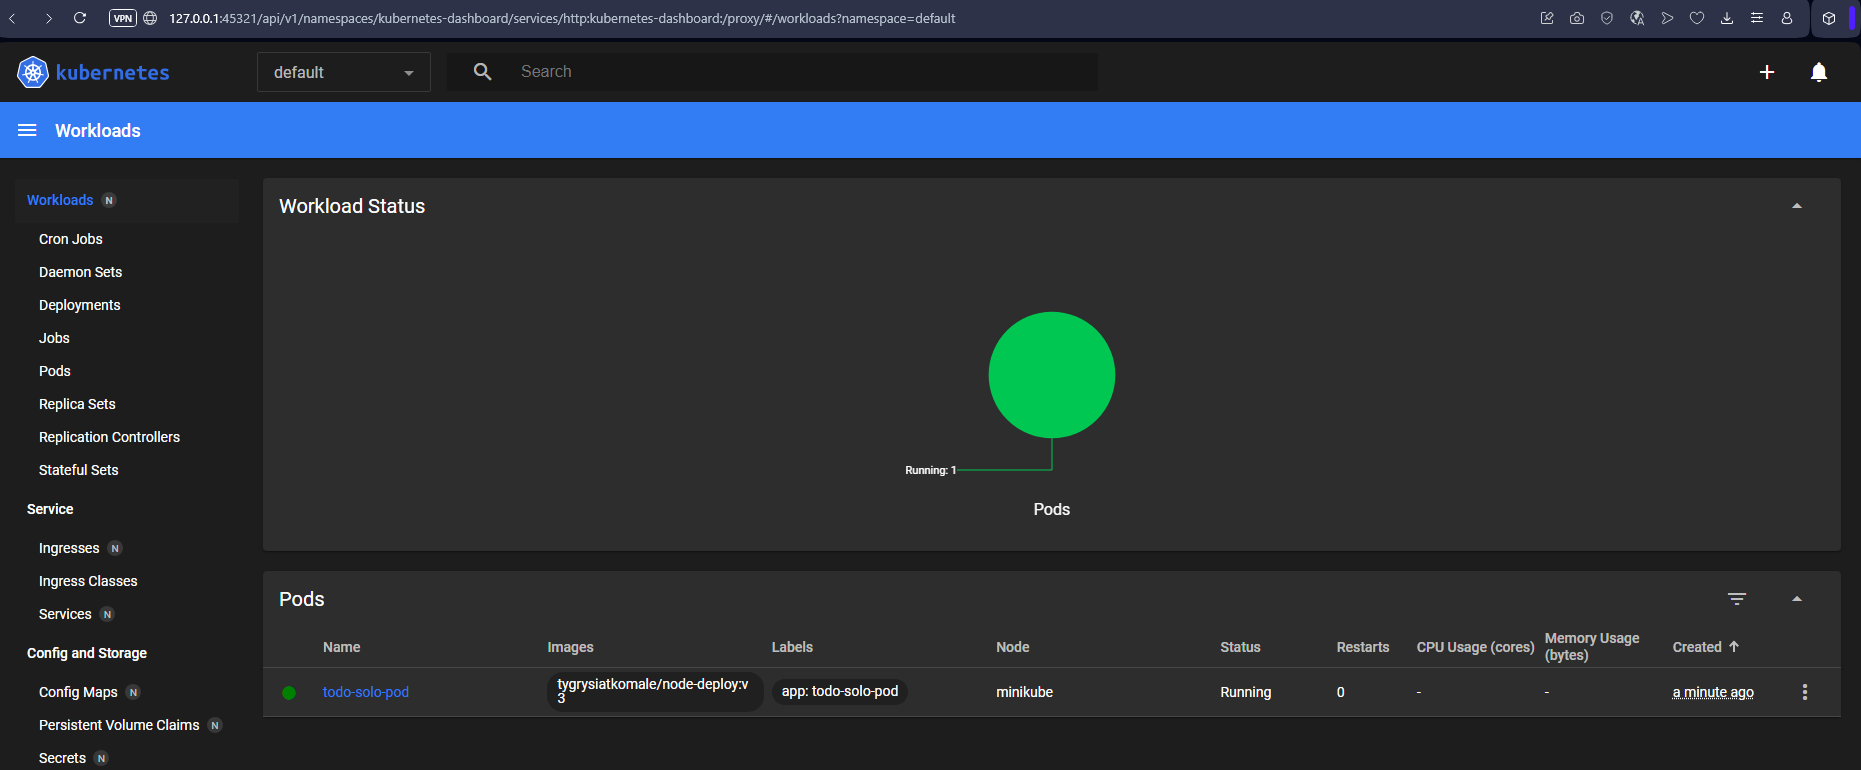 VPN 127.0.0.1:45321/api/v1/namespaces/kubernetes-dashboard/services/http:kubernetes-dashboard:/proxy/#/workloads?namespace=default
kubernetes default Search
Workloads
Workloads N
Cron Jobs
Daemon Sets
Deployments
Jobs
Pods
Replica Sets
Replication Controllers
Stateful Sets
Service
Ingresses N
Ingress Classes
Services N
Config and Storage
Config Maps N
Persistent Volume Claims N
Secrets N
Workload Status
Running: 1
Pods
Pods
Name Images Labels Node Status Restarts CPU Usage (cores) Memory Usage (bytes) Created
todo-solo-pod tygrysiatkomale/node-deploy:v3 app: todo-solo-pod minikube Running 0 - - a minute ago